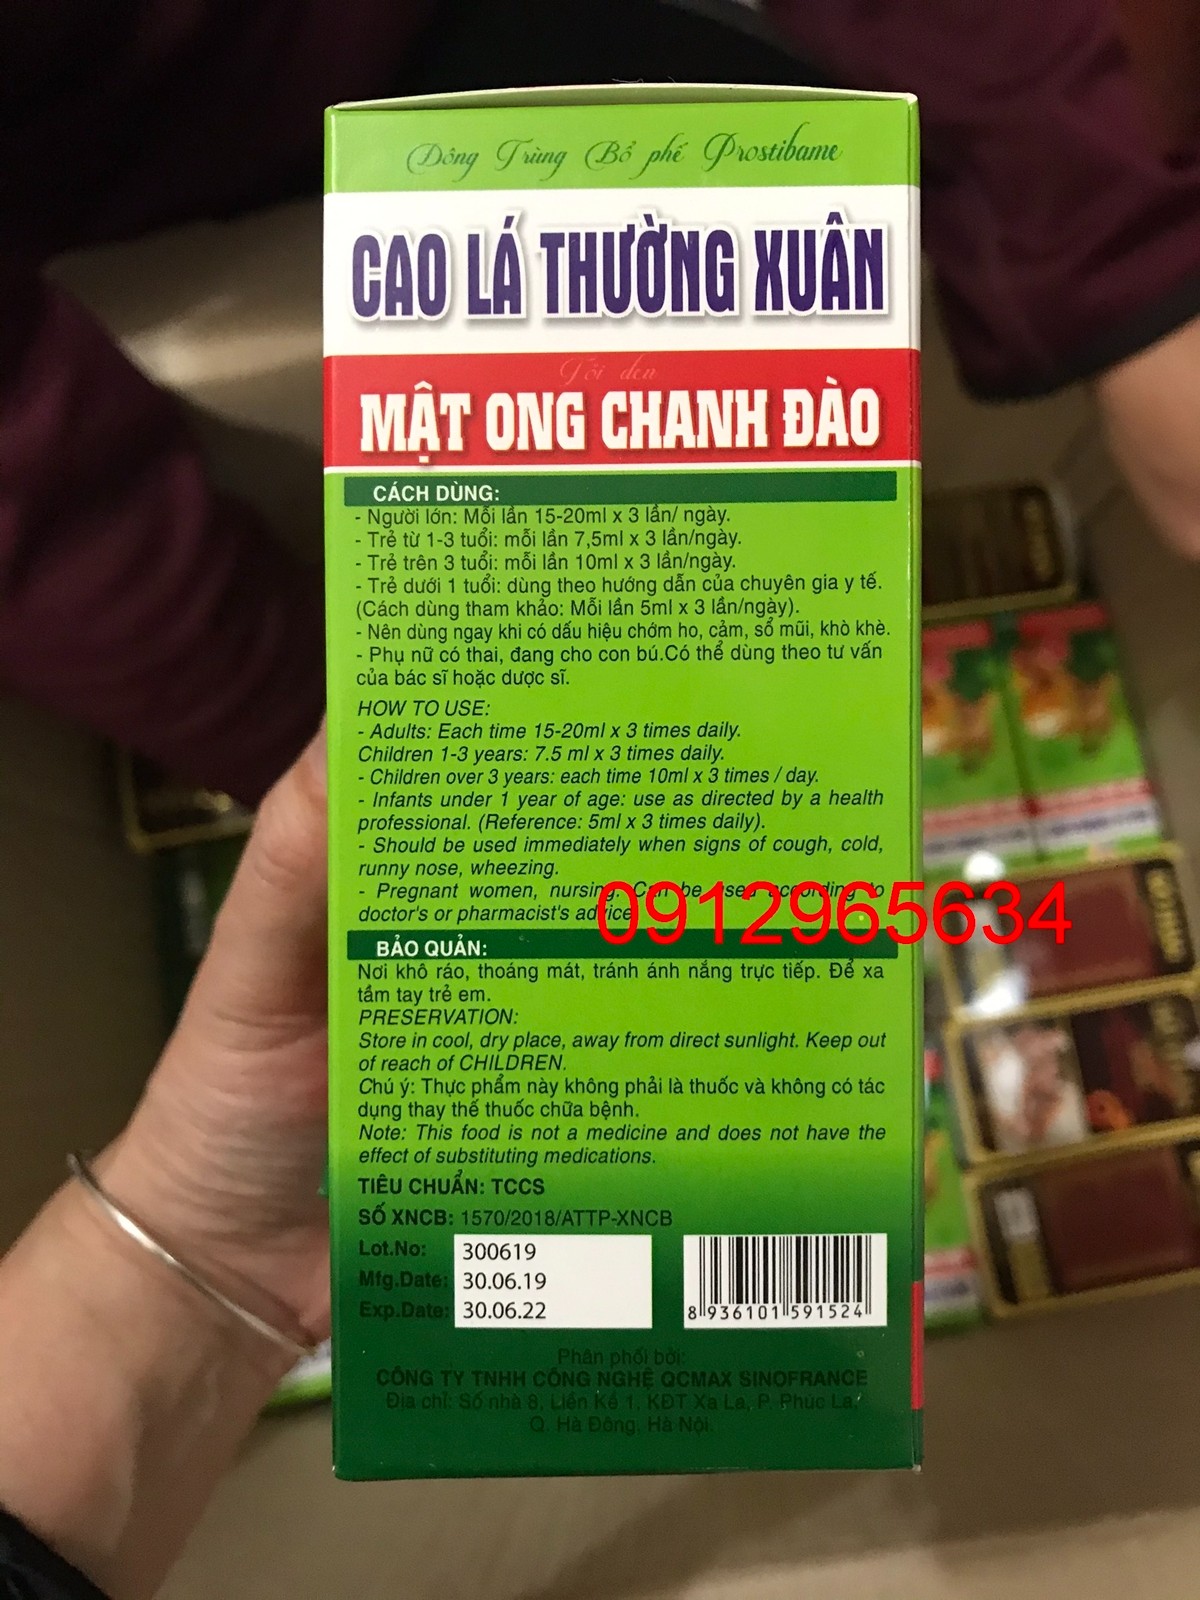 Đông Trùng Bổ phế Prostibame
CAO LÁ THƯỜNG XUÂN
Tỏi đen
MẬT ONG CHANH ĐÀO
CÁCH DÙNG:
- Người lớn: Mỗi lần 15-20ml x 3 lần/ ngày.
- Trẻ từ 1-3 tuổi: mỗi lần 7,5ml x 3 lần/ngày.
- Trẻ trên 3 tuổi: mỗi lần 10ml x 3 lần/ngày.
- Trẻ dưới 1 tuổi: dùng theo hướng dẫn của chuyên gia y tế.
(Cách dùng tham khảo: Mỗi lần 5ml x 3 lần/ngày).
- Nên dùng ngay khi có dấu hiệu chớm ho, cảm, sổ mũi, khò khè.
- Phụ nữ có thai, đang cho con bú.Có thể dùng theo tư vấn
của bác sĩ hoặc dược sĩ.
HOW TO USE:
- Adults: Each time 15-20ml x 3 times daily.
Children 1-3 years: 7.5 ml x 3 times daily.
- Children over 3 years: each time 10ml x 3 times / day.
- Infants under 1 year of age: use as directed by a health
professional. (Reference: 5ml x 3 times daily).
- Should be used immediately when signs of cough, cold,
runny nose, wheezing.
- Pregnant women, nursing. Can be used according to
doctor's or pharmacist's advice
0912965634
BẢO QUẢN:
Nơi khô ráo, thoáng mát, tránh ánh nắng trực tiếp. Để xa
tầm tay trẻ em.
PRESERVATION:
Store in cool, dry place, away from direct sunlight. Keep out
of reach of CHILDREN.
Chú ý: Thực phẩm này không phải là thuốc và không có tác
dụng thay thế thuốc chữa bệnh.
Note: This food is not a medicine and does not have the
effect of substituting medications.
TIÊU CHUẨN: TCCS
SỐ XNCB: 1570/2018/ATTP-XNCB
Lot.No: 300619
Mfg.Date: 30.06.19
Exp.Date: 30.06.22
8 936101 591524
Phân phối bởi:
CÔNG TY TNHH CÔNG NGHỆ QCMAX SINOFRANCE
Địa chỉ: Số nhà 8, Liền Kề 1, KĐT Xa La, P. Phúc La,
Q. Hà Đông, Hà Nội.